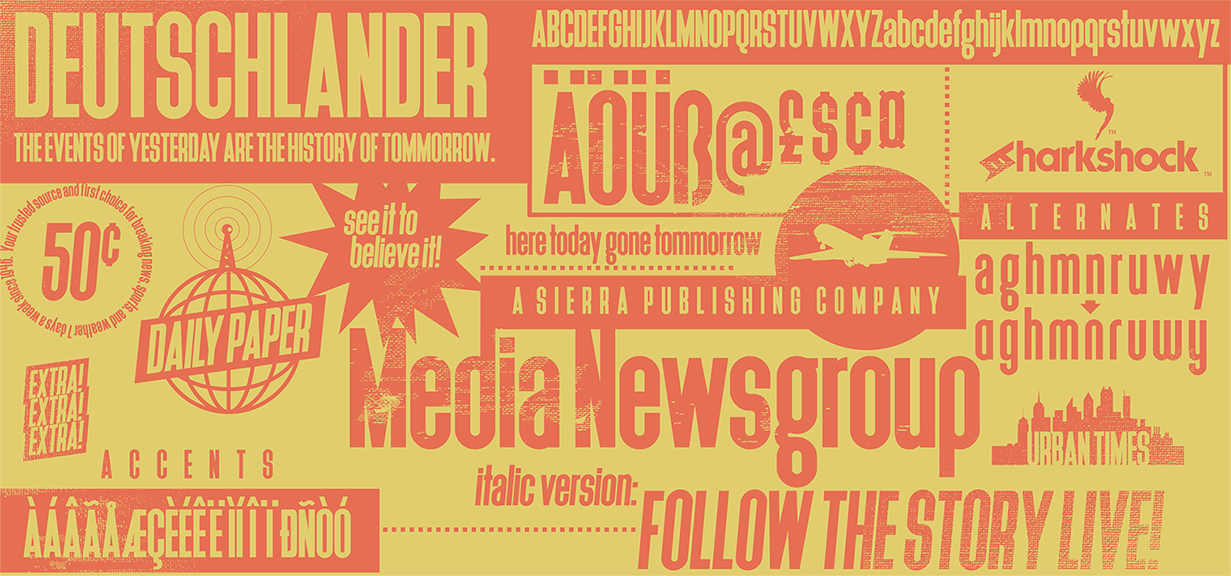 DEUTSCHLANDER
THE EVENTS OF YESTERDAY ARE THE HISTORY OF TOMMORROW.
ABCDEFGHIJKLMNOPQRSTUVWXYZabcdefghijklmnopqrstuvwxyz
ÄÖÜß@£$¢¤
Sharkshock™
ALTERNATES
aghmnruwy
aghmnruwy
Your trusted source and first choice for breaking news, sports, and weather 7 days a week since 1946.
50¢
DAILY PAPER
see it to
believe it!
here today gone tommorrow
A SIERRA PUBLISHING COMPANY
Media Newsgroup
EXTRA!
EXTRA!
EXTRA!
URBAN TIMES
ACCENTS
ÀÁÂÃÄÅÆÇÈÉÊËÌÍÎÏÐÑÒÓ
italic version:
FOLLOW THE STORY LIVE!